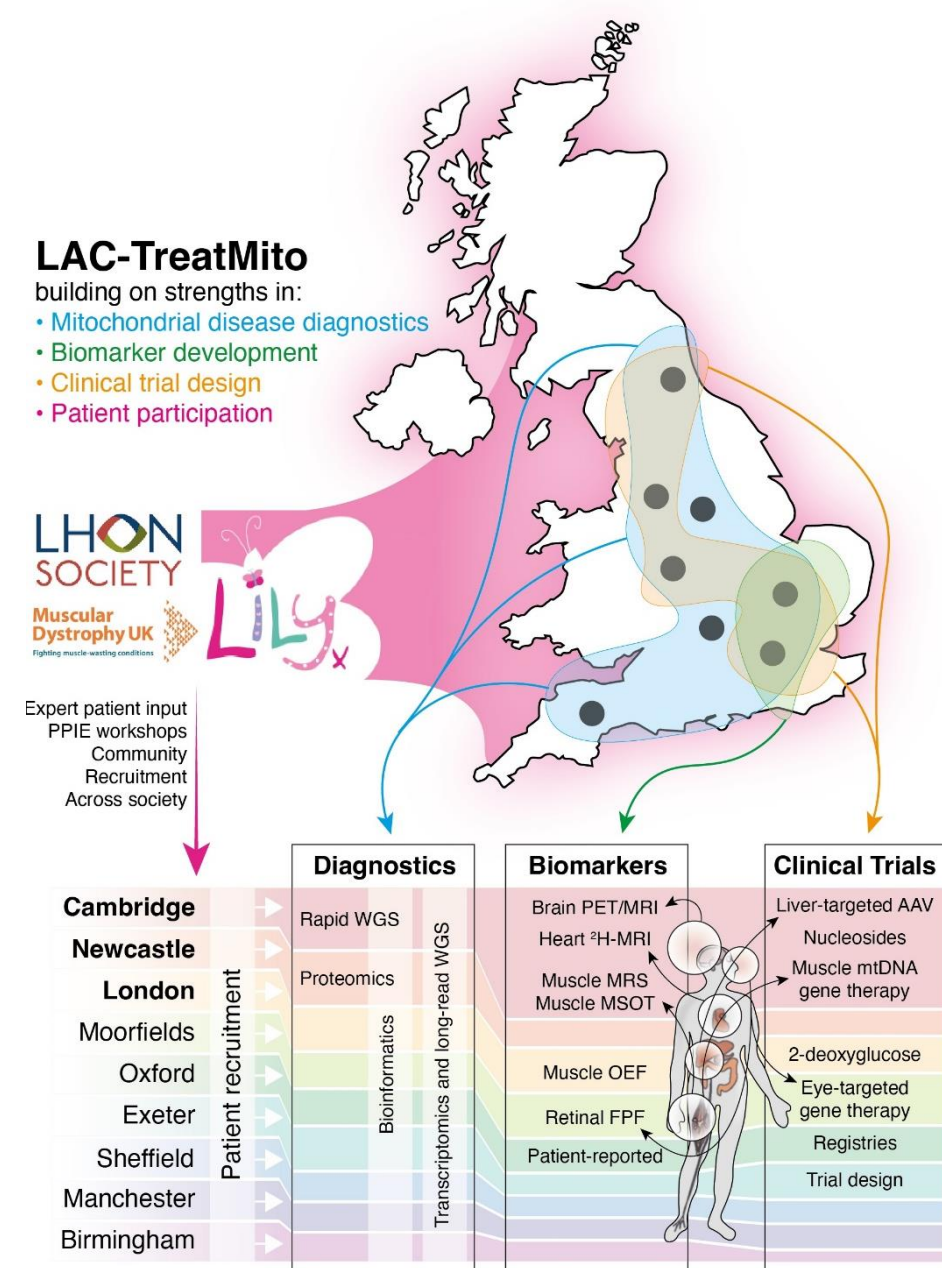 LAC-TreatMito
building on strengths in:
• Mitochondrial disease diagnostics
• Biomarker development
• Clinical trial design
• Patient participation
LHON
SOCIETY
Muscular
Dystrophy UK
Fighting muscle-wasting conditions
LiLy
x
Expert patient input
PPIE workshops
Community
Recruitment
Across society
Diagnostics
Biomarkers
Clinical Trials
Cambridge
Newcastle
London
Moorfields
Oxford
Exeter
Sheffield
Manchester
Birmingham
Patient recruitment
Rapid WGS
Proteomics
Bioinformatics
Transcriptomics and long-read WGS
Brain PET/MRI
Heart ²H-MRI
Muscle MRS
Muscle MSOT
Muscle OEF
Retinal FPF
Patient-reported
Liver-targeted AAV
Nucleosides
Muscle mtDNA
gene therapy
2-deoxyglucose
Eye-targeted
gene therapy
Registries
Trial design